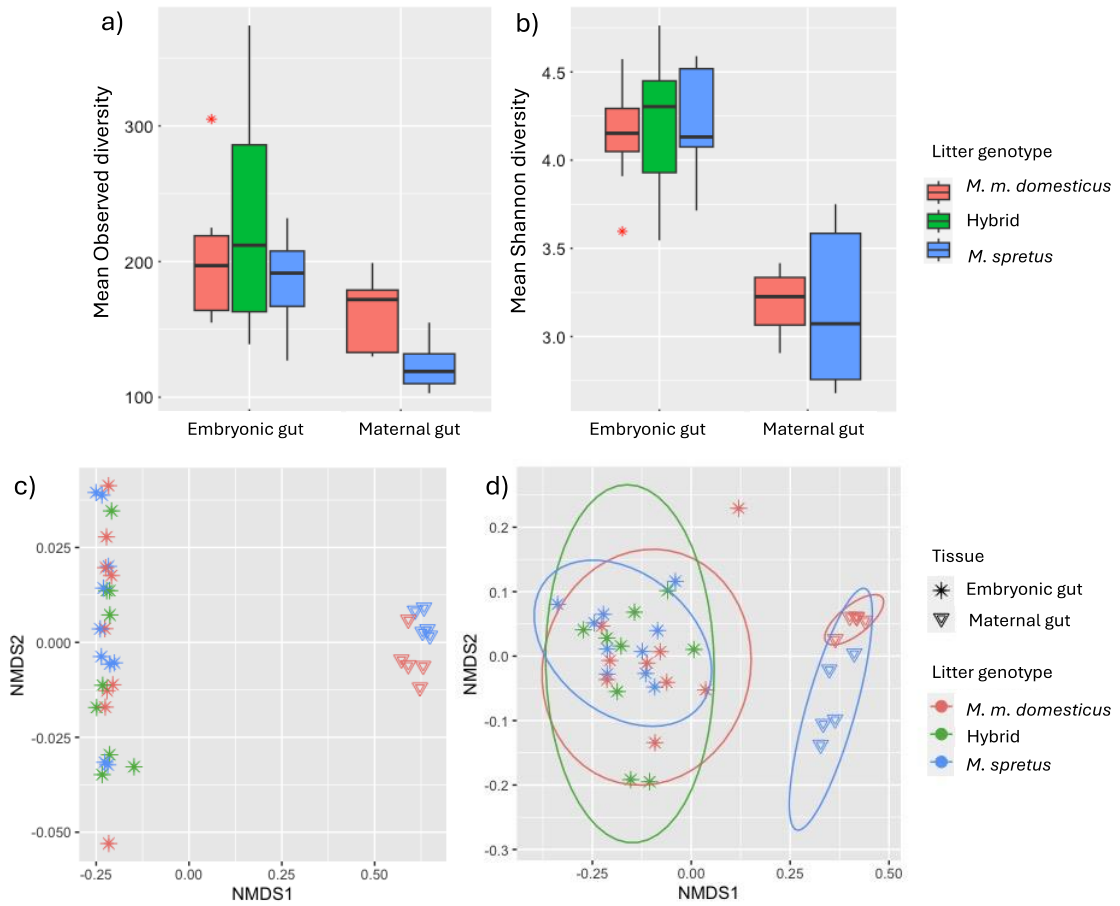 a)
Mean Observed diversity
300
200
100
Embryonic gut
Maternal gut
b)
Mean Shannon diversity
4.5
4.0
3.5
3.0
Embryonic gut
Maternal gut
Litter genotype
M. m. domesticus
Hybrid
M. spretus
c)
NMDS2
0.025
0.000
-0.025
-0.050
-0.25
0.00
0.25
0.50
NMDS1
d)
NMDS2
0.2
0.1
0.0
-0.1
-0.2
-0.3
-0.25
0.00
0.25
0.50
NMDS1
Tissue
Embryonic gut
Maternal gut
Litter genotype
M. m. domesticus
Hybrid
M. spretus